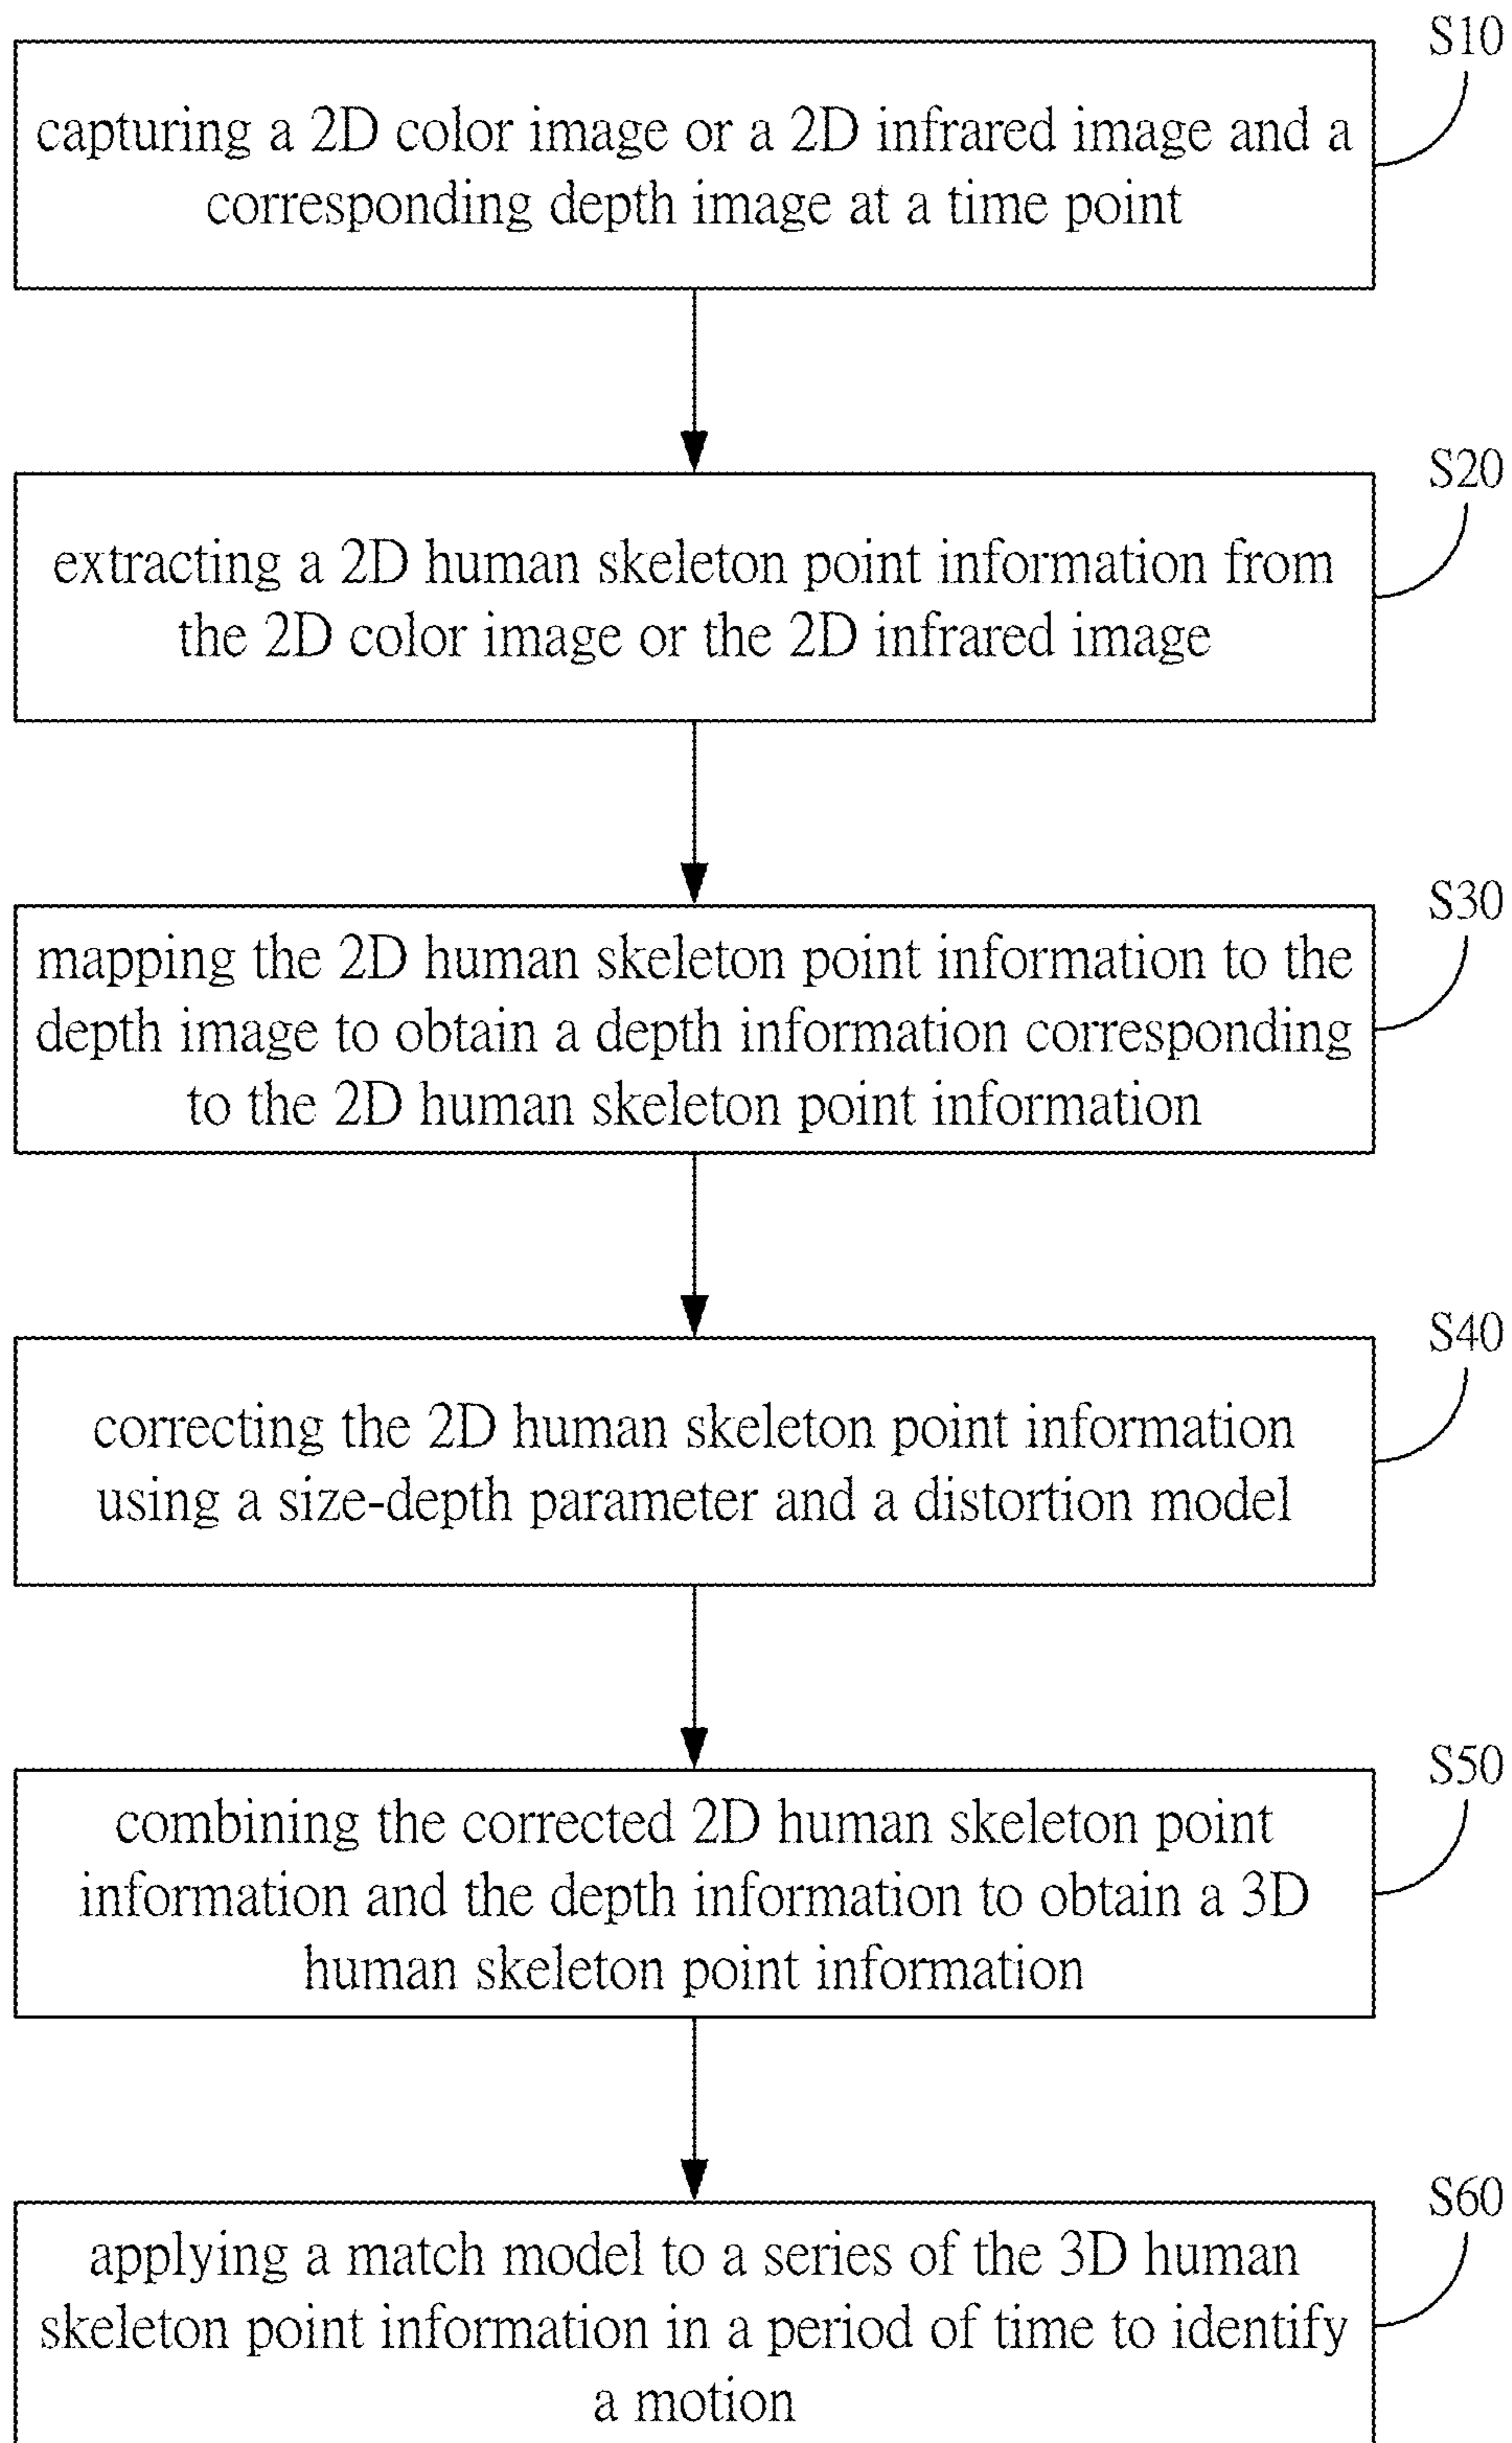 S10
capturing a 2D color image or a 2D infrared image and a
corresponding depth image at a time point
S20
extracting a 2D human skeleton point information from
the 2D color image or the 2D infrared image
S30
mapping the 2D human skeleton point information to the
depth image to obtain a depth information corresponding
to the 2D human skeleton point information
S40
correcting the 2D human skeleton point information
using a size-depth parameter and a distortion model
S50
combining the corrected 2D human skeleton point
information and the depth information to obtain a 3D
human skeleton point information
S60
applying a match model to a series of the 3D human
skeleton point information in a period of time to identify
a motion